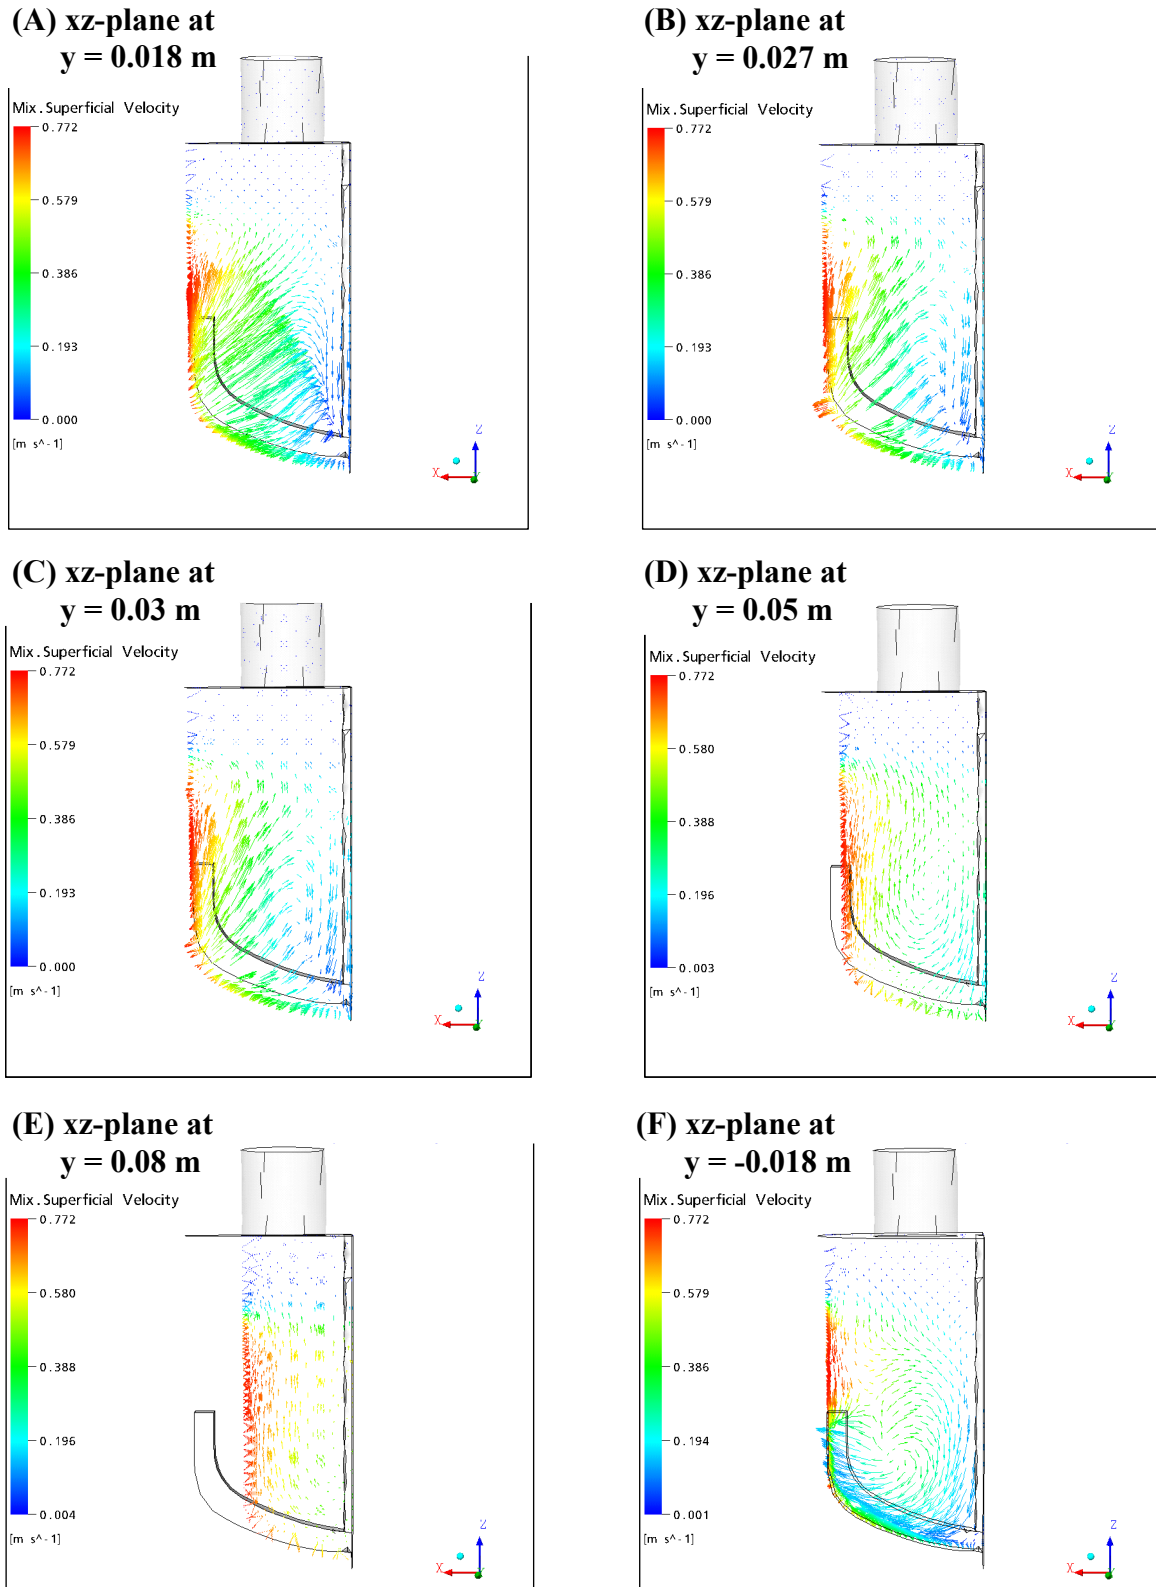 (A) xz-plane at
y = 0.018 m
Mix.Superficial Velocity
0.772
0.579
0.386
0.193
0.000
[m s^-1]
Z
X
(B) xz-plane at
y = 0.027 m
Mix.Superficial Velocity
0.772
0.579
0.386
0.193
0.000
[m s^-1]
Z
X
(C) xz-plane at
y = 0.03 m
Mix.Superficial Velocity
0.772
0.579
0.386
0.193
0.000
[m s^-1]
Z
X
(D) xz-plane at
y = 0.05 m
Mix.Superficial Velocity
0.772
0.580
0.388
0.196
0.003
[m s^-1]
Z
X
(E) xz-plane at
y = 0.08 m
Mix.Superficial Velocity
0.772
0.580
0.388
0.196
0.004
[m s^-1]
Z
X
(F) xz-plane at
y = -0.018 m
Mix.Superficial Velocity
0.772
0.579
0.386
0.194
0.001
[m s^-1]
Z
X